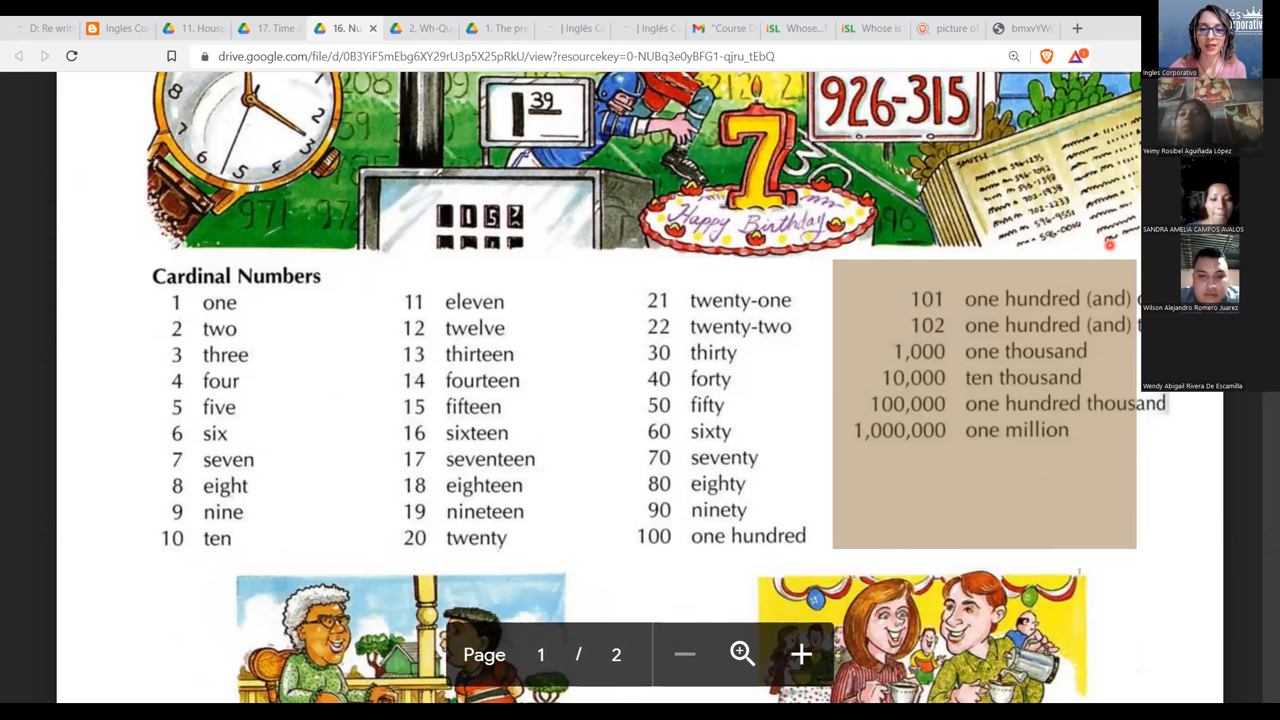 D: Re writ
Ingles Cor
11. House
17. Time A
16. Nu
2. Wh-Qu
1. The pre
| Inglés Co
| Inglés Co
"Course D
Whose...?
Whose is
picture of
bmxvYWC
drive.google.com/file/d/0B3YiF5mEbg6XY29rU3p5X25pRkU/view?resourcekey=0-NUBq3e0yBFG1-qjru_tEbQ
39
7
926-315
Happy Birthday
971
Cardinal Numbers
1 one
2 two
3 three
4 four
5 five
6 six
7 seven
8 eight
9 nine
10 ten
11 eleven
12 twelve
13 thirteen
14 fourteen
15 fifteen
16 sixteen
17 seventeen
18 eighteen
19 nineteen
20 twenty
21 twenty-one
22 twenty-two
30 thirty
40 forty
50 fifty
60 sixty
70 seventy
80 eighty
90 ninety
100 one hundred
101 one hundred (and)
102 one hundred (and)
1,000 one thousand
10,000 ten thousand
100,000 one hundred thousand
1,000,000 one million
Page 1 / 2
Ingles Corporativo
Yeimy Rosibel Aguiñada López
SANDRA AMELIA CAMPOS AVALOS
Wilson Alejandro Romero Juarez
Wendy Abigail Rivera De Escamilla